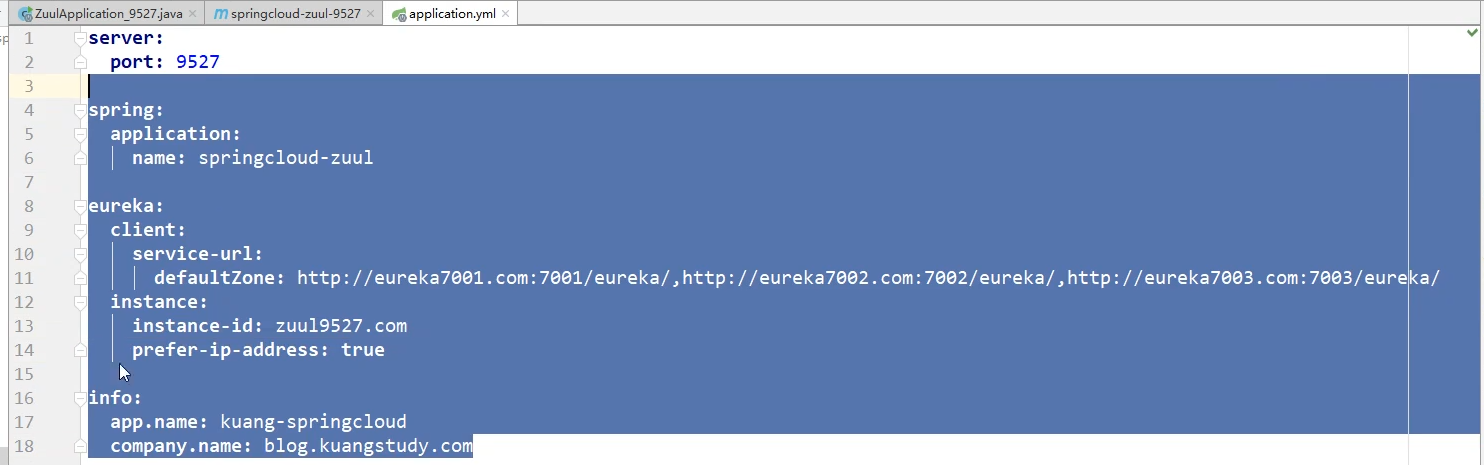 ZuulApplication_9527.java
springcloud-zuul-9527
application.yml
1 server:
2   port: 9527
3
4 spring:
5   application:
6     name: springcloud-zuul
7
8 eureka:
9   client:
10     service-url:
11       defaultZone: http://eureka7001.com:7001/eureka/,http://eureka7002.com:7002/eureka/,http://eureka7003.com:7003/eureka/
12   instance:
13     instance-id: zuul9527.com
14     prefer-ip-address: true
15
16 info:
17   app.name: kuang-springcloud
18   company.name: blog.kuangstudy.com